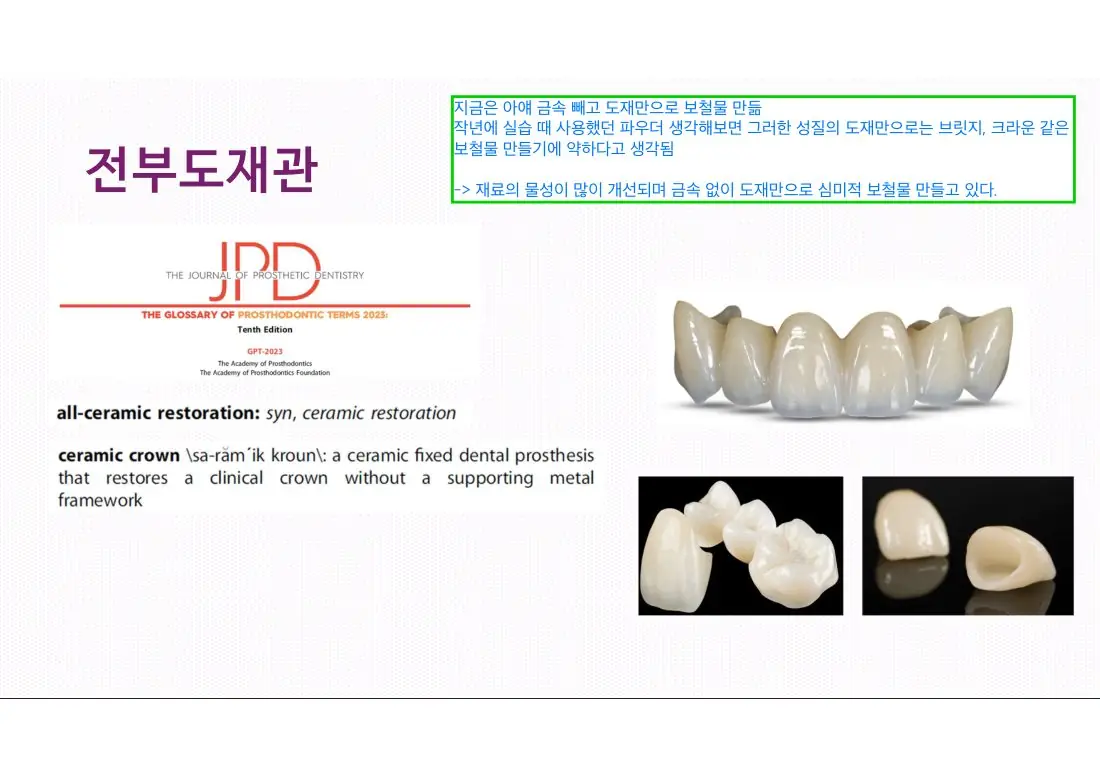 지금은 아얘 금속 빼고 도재만으로 보철물 만듦
작년에 실습 때 사용했던 파우더 생각해보면 그러한 성질의 도재만으로는 브릿지, 크라운 같은
보철물 만들기에 약하다고 생각됨
-> 재료의 물성이 많이 개선되며 금속 없이 도재만으로 심미적 보철물 만들고 있다.
전부도재관
JPD
THE JOURNAL OF PROSTHETIC DENTISTRY
THE GLOSSARY OF PROSTHODONTIC TERMS 2023:
Tenth Edition
GPT-2023
The Academy of Prosthodontics
The Academy of Prosthodontics Foundation
all-ceramic restoration: syn, ceramic restoration
ceramic crown \sa-răm´ik kroun\: a ceramic fixed dental prosthesis
that restores a clinical crown without a supporting metal
framework